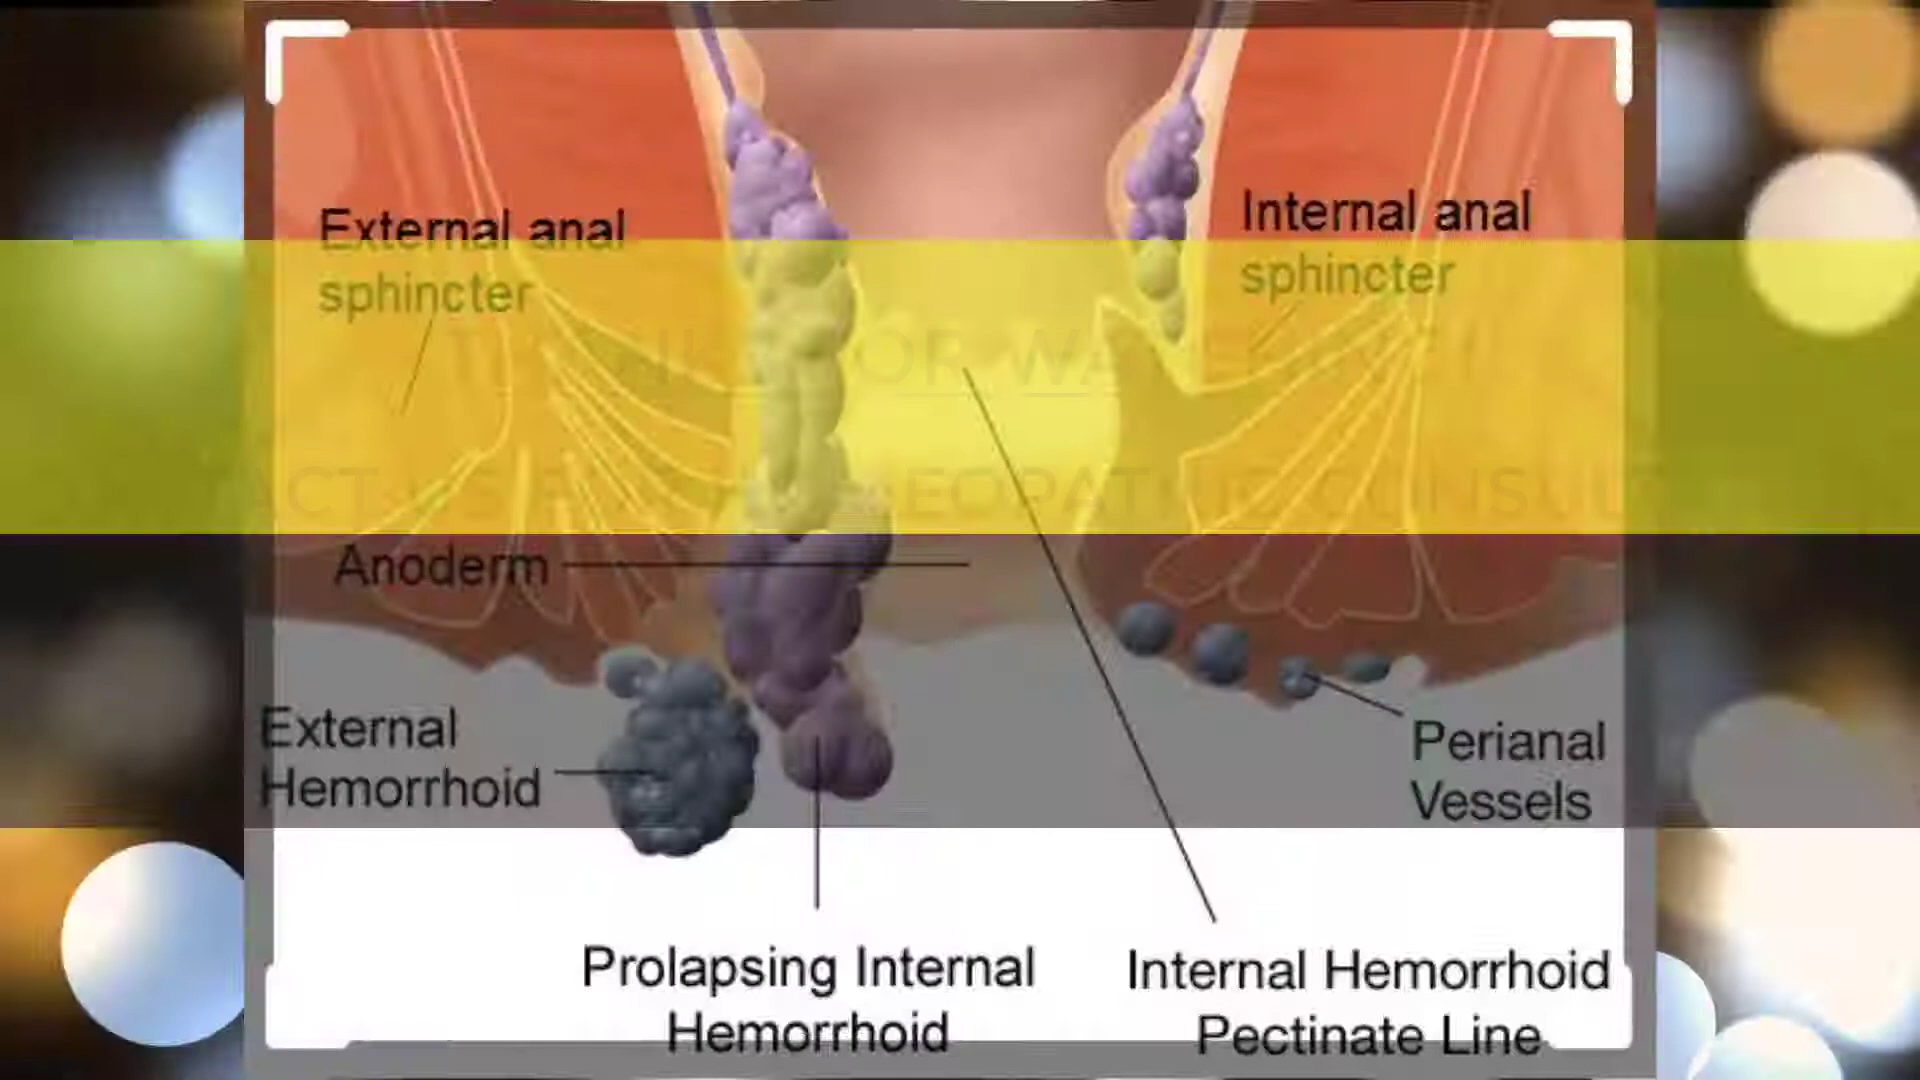 External anal
sphincter
Internal anal
sphincter
Anoderm
External
Hemorrhoid
Perianal
Vessels
Prolapsing Internal
Hemorrhoid
Internal Hemorrhoid
Pectinate Line